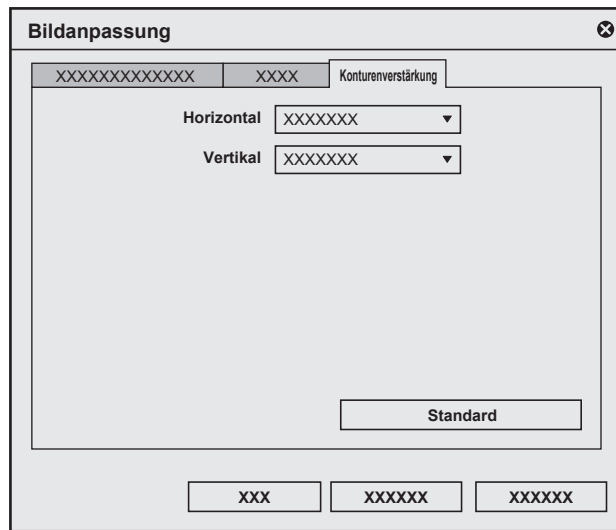 Bildanpassung
XXXXXXXXXXXXX XXXX Konturenverstärkung
Horizontal XXXXXXX
Vertikal XXXXXXX
Standard
XXX XXXXXX XXXXXX